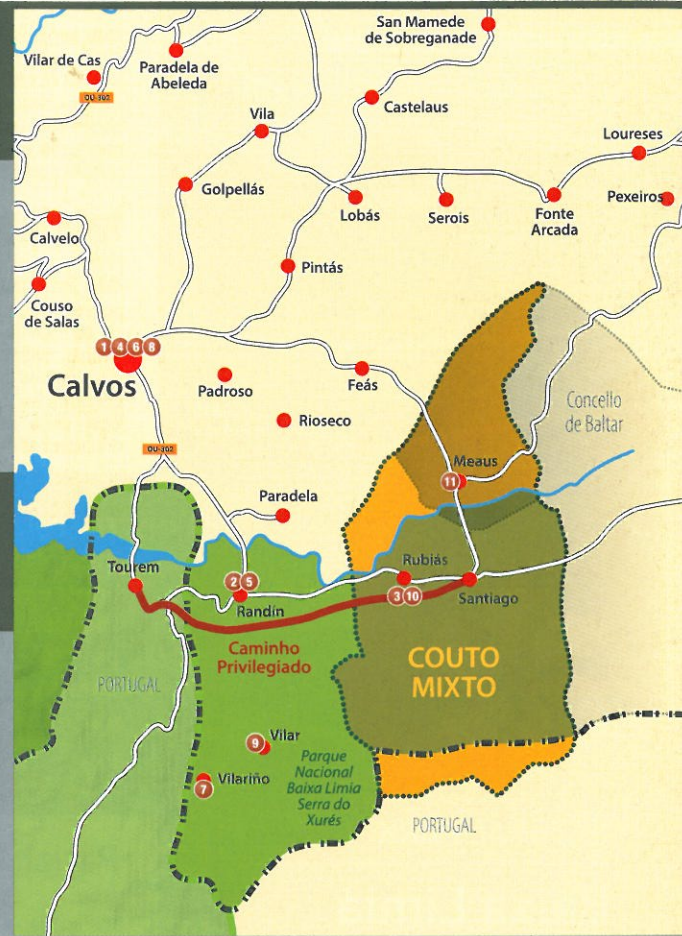 San Mamede
de Sobreganade
Vilar de Cas
Paradela de
Abeleda
OU-302
Castelaus
Vila
Loureses
Golpellás
Lobás
Serois
Fonte
Arcada
Pexeiros
Calvelo
Pintás
Couso
de Salas
1 4 6 8
Calvos
Padroso
Feás
Rioseco
Concello
de Baltar
OU-302
Meaus
11
Paradela
Tourem
2 5
Randín
Rubiás
3 10
Santiago
Caminho
Privilegiado
COUTO
MIXTO
PORTUGAL
9
Vilar
Vilariño
7
Parque
Nacional
Baixa Limia
Serra do
Xurés
PORTUGAL